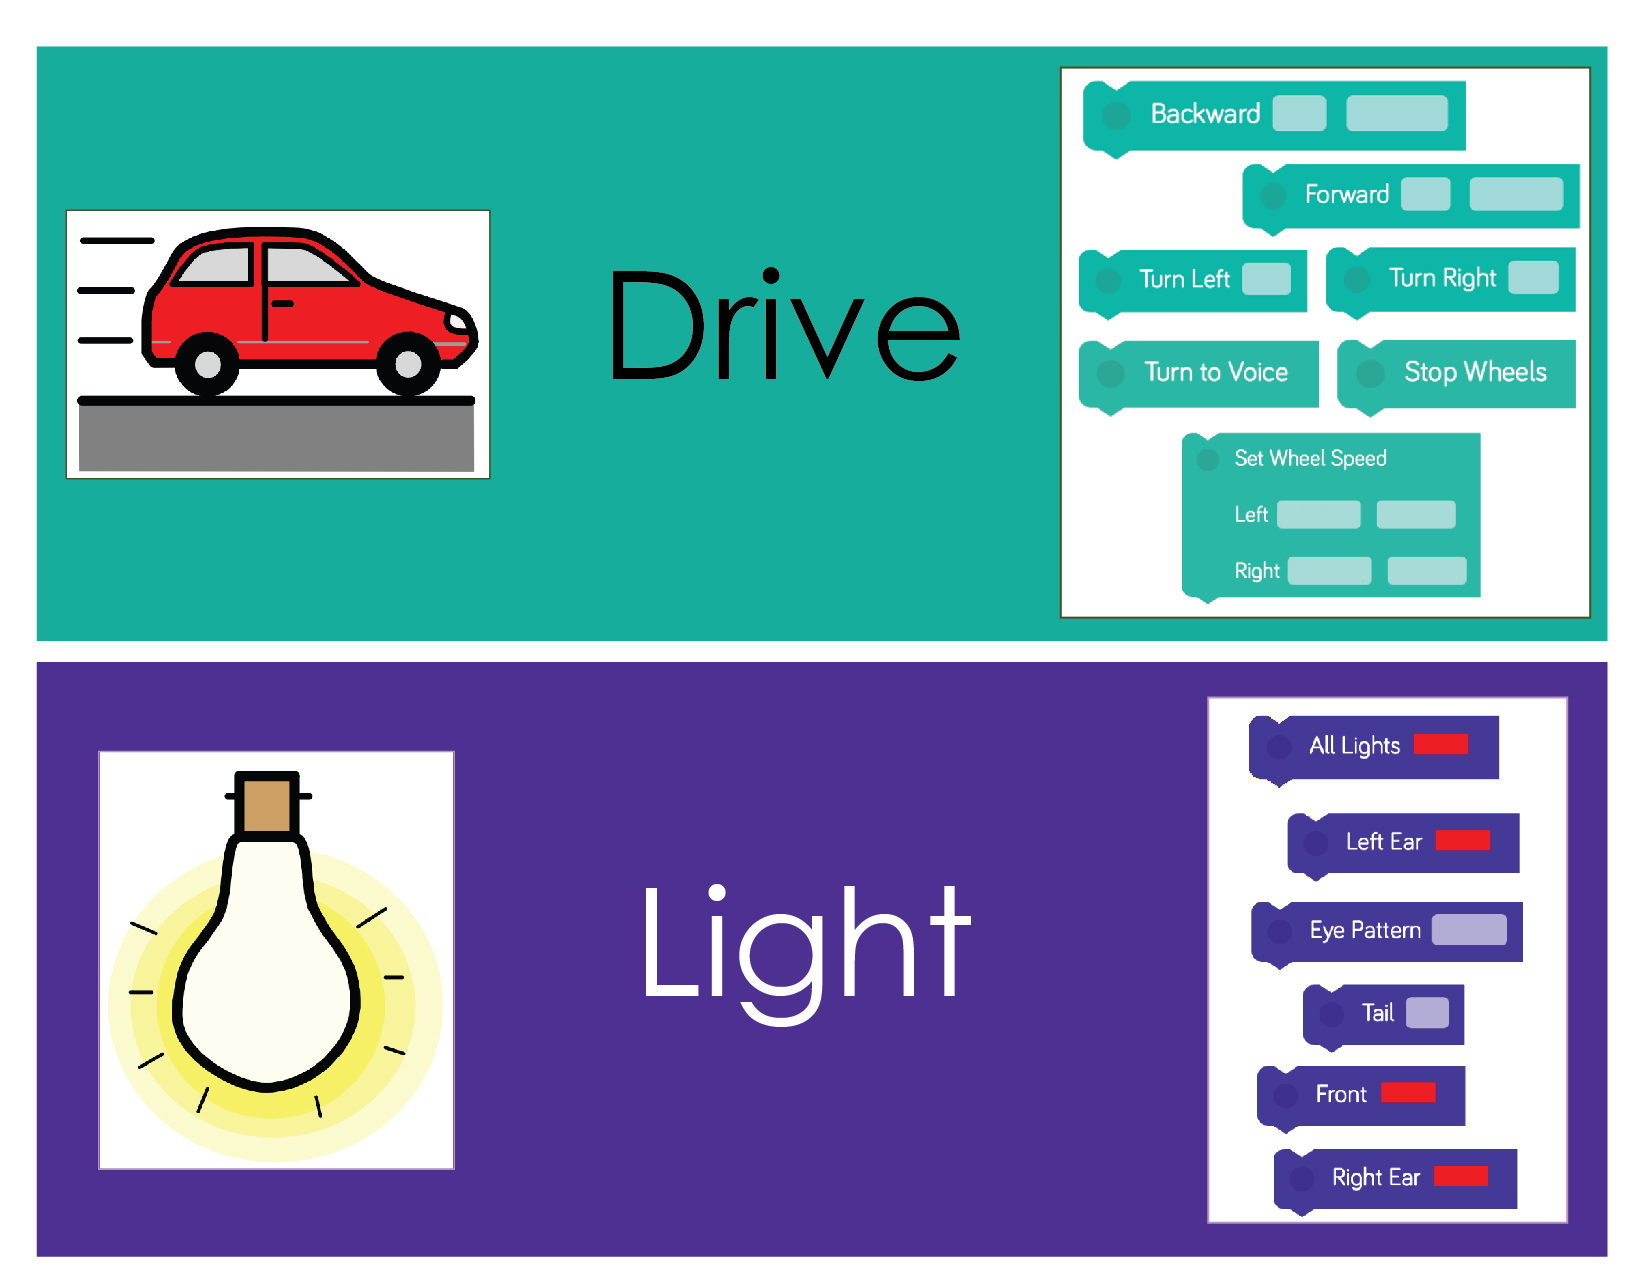 Drive
Backward
Forward
Turn Left
Turn Right
Turn to Voice
Stop Wheels
Set Wheel Speed
Left
Right
Light
All Lights
Left Ear
Eye Pattern
Tail
Front
Right Ear